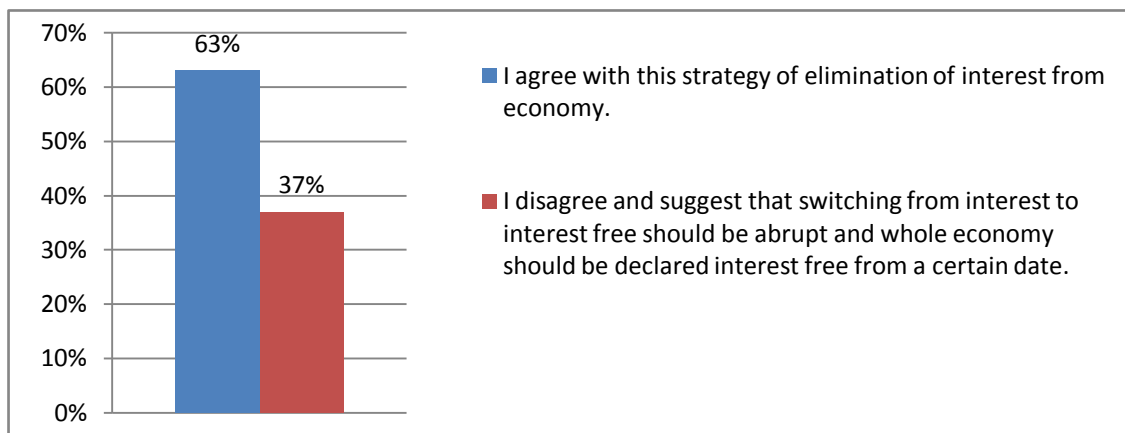 70%
63%
60%
50%
40%
37%
30%
20%
10%
0%
I agree with this strategy of elimination of interest from
economy.
I disagree and suggest that switching from interest to
interest free should be abrupt and whole economy
should be declared interest free from a certain date.